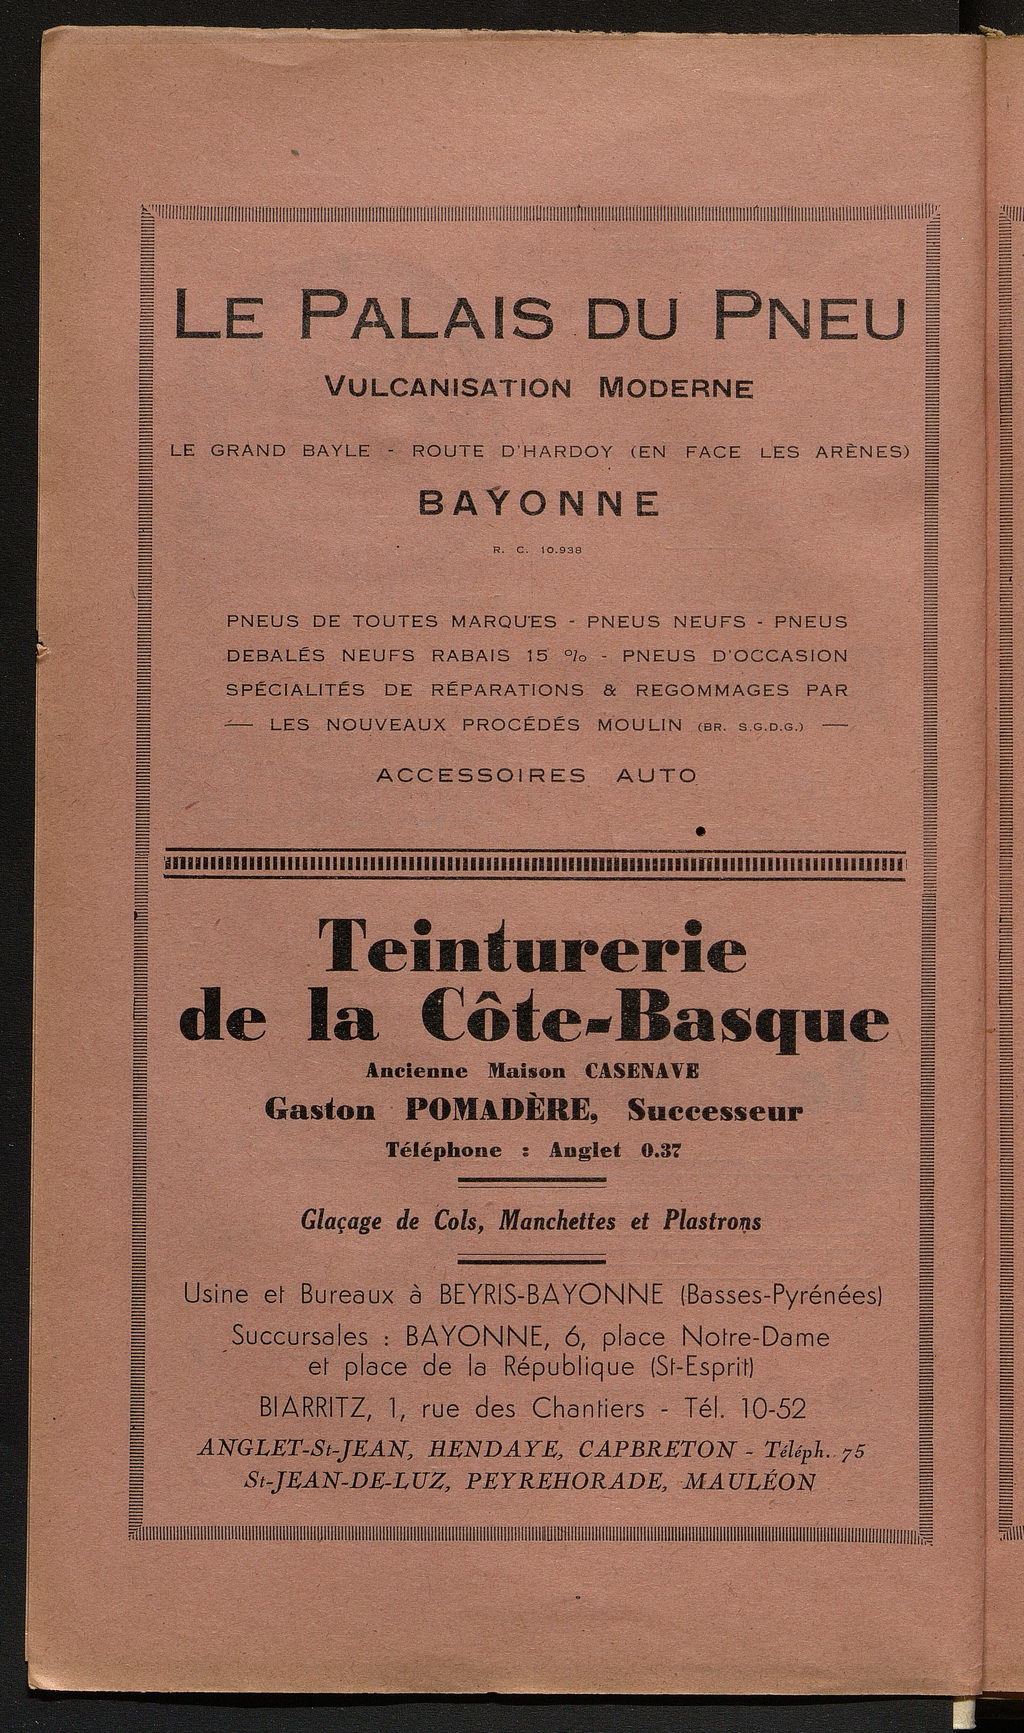 LE PALAIS DU PNEU
VULCANISATION MODERNE
LE GRAND BAYLE - ROUTE D'HARDOY (EN FACE LES ARÈNES)
BAYONNE
R. C. 10.938
PNEUS DE TOUTES MARQUES - PNEUS NEUFS - PNEUS
DEBALÉS NEUFS RABAIS 15 % - PNEUS D'OCCASION
SPÉCIALITÉS DE RÉPARATIONS & REGOMMAGES PAR
— LES NOUVEAUX PROCÉDÉS MOULIN (BR. S.G.D.G.) —
ACCESSOIRES AUTO
Teinturerie
de la Côte-Basque
Ancienne Maison CASENAVE
Gaston POMADÈRE, Successeur
Téléphone : Anglet 0.37
Glaçage de Cols, Manchettes et Plastrons
Usine et Bureaux à BEYRIS-BAYONNE (Basses-Pyrénées)
Succursales : BAYONNE, 6, place Notre-Dame
et place de la République (St-Esprit)
BIARRITZ, 1, rue des Chantiers - Tél. 10-52
ANGLET-St-JEAN, HENDAYE, CAPBRETON - Téléph. 75
St-JEAN-DE-LUZ, PEYREHORADE, MAULÉON